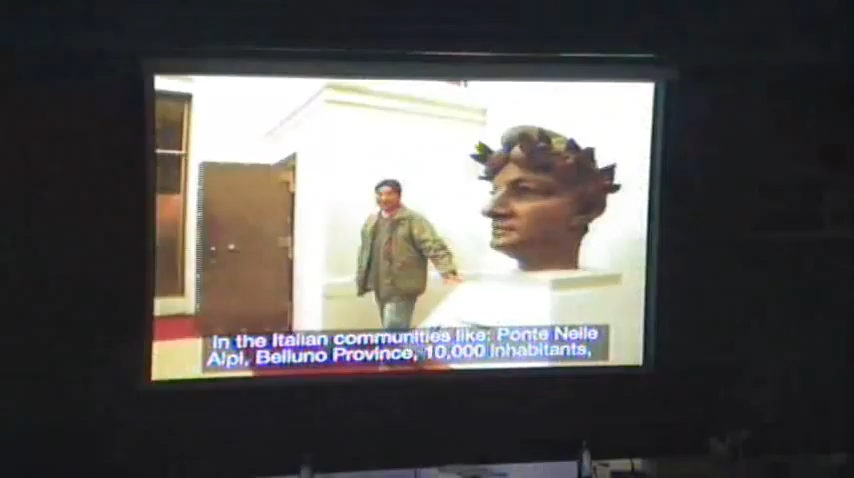 In the Italian communities like: Ponte Nelle
Alpi, Belluno Province, 10,000 Inhabitants,